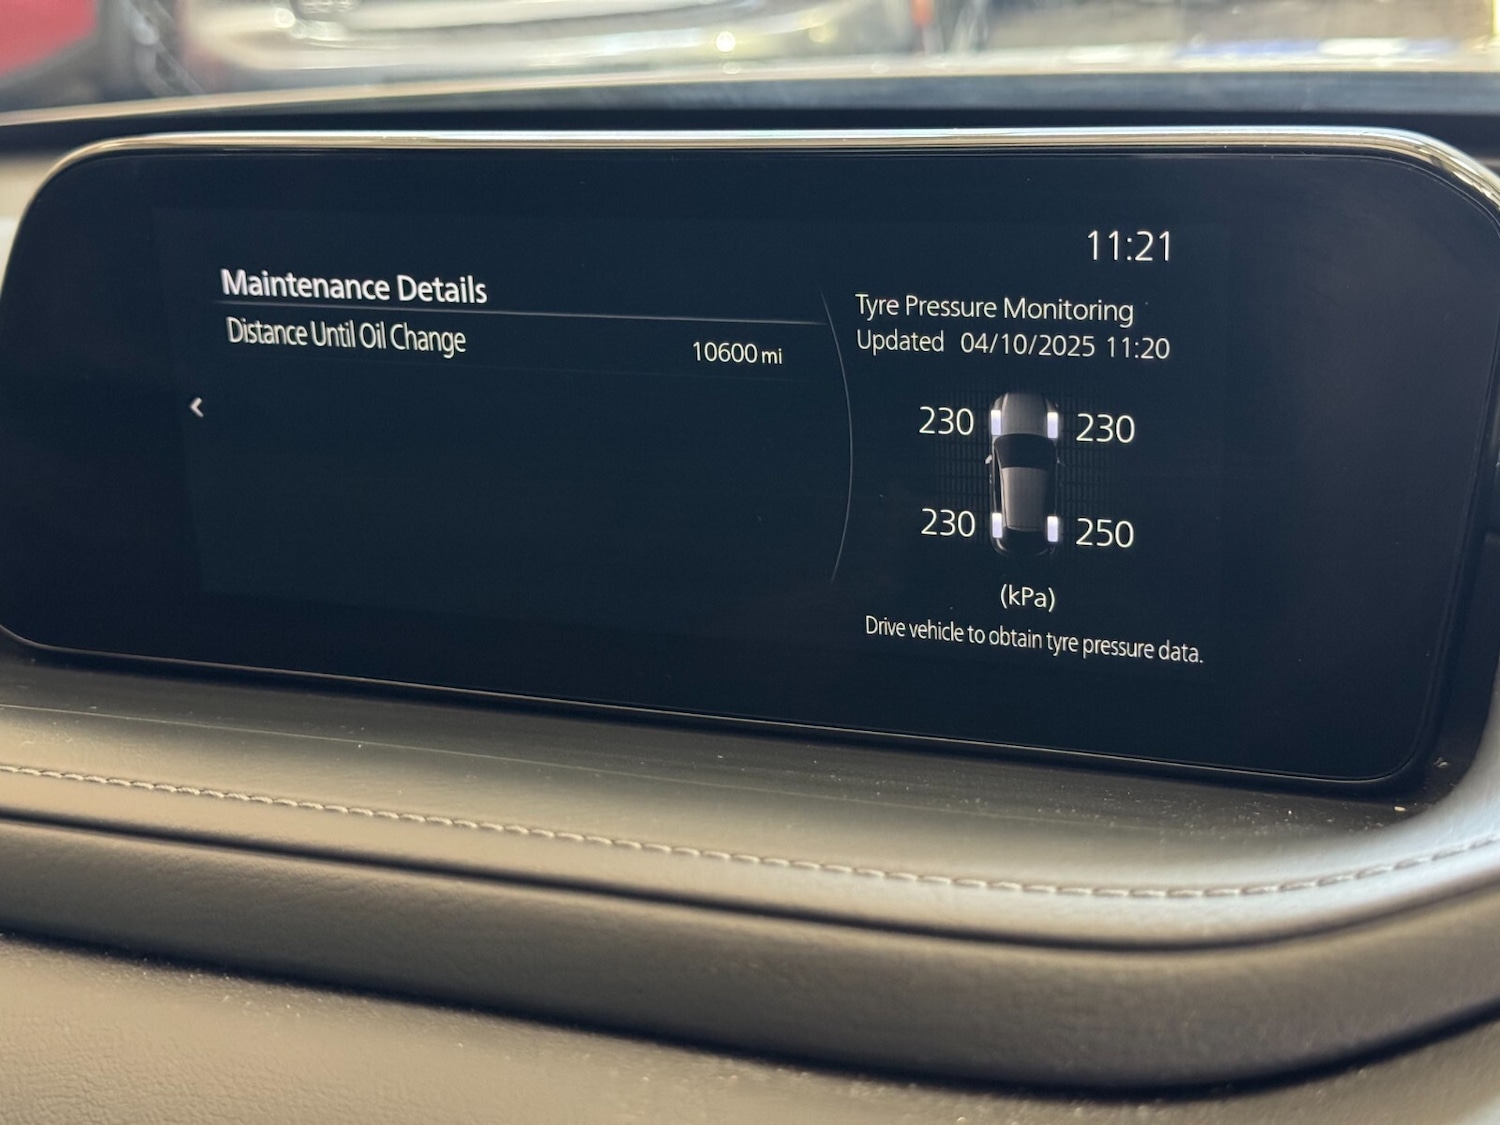 11:21
Maintenance Details
Distance Until Oil Change 10600 mi
Tyre Pressure Monitoring
Updated 04/10/2025 11:20
230 230
230 250
(kPa)
Drive vehicle to obtain tyre pressure data.